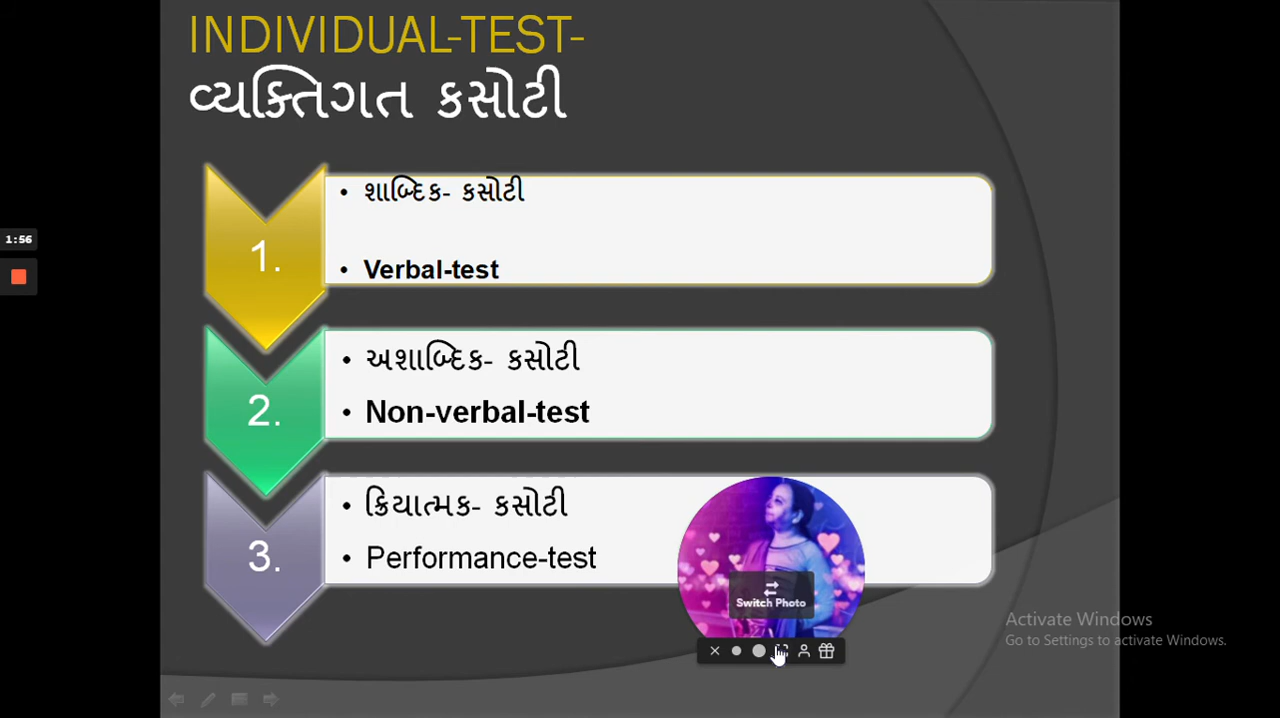 INDIVIDUAL-TEST-
વ્યક્તિગત કસોટી
1.
• શાબ્દિક- કસોટી
• Verbal-test
1:56
2.
• અશાબ્દિક- કસોટી
• Non-verbal-test
3.
• ક્રિયાત્મક- કસોટી
• Performance-test
Switch Photo
Activate Windows
Go to Settings to activate Windows.